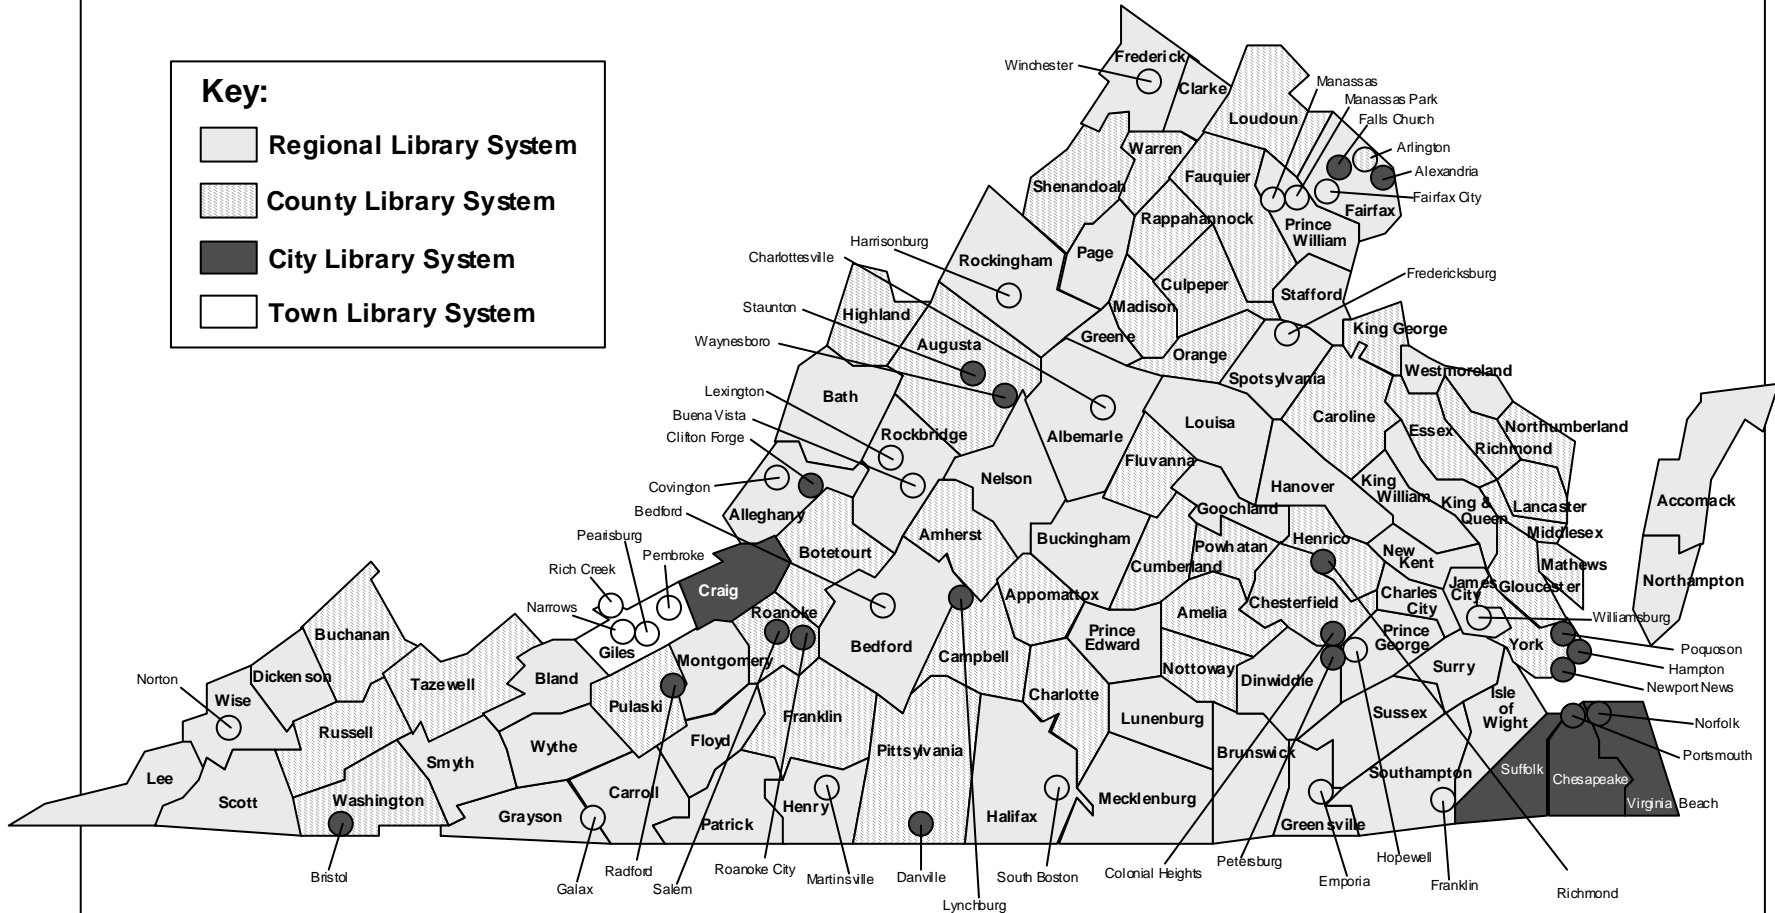 Key:
Regional Library System
County Library System
City Library System
Town Library System
Winchester
Frederick
Clarke
Loudoun
Manassas
Manassas Park
Falls Church
Arlington
Alexandria
Fairfax City
Fairfax
Warren
Shenandoah
Fauquier
Rappahannock
Prince
William
Harrisonburg
Charlottesville
Rockingham
Page
Culpeper
Madison
Stafford
Fredericksburg
Staunton
Highland
Augusta
Greene
Orange
King George
Waynesboro
Spotsylvania
Westmoreland
Lexington
Bath
Buena Vista
Clifton Forge
Rockbridge
Albemarle
Louisa
Caroline
Essex
Northumberland
Richmond
Fluvanna
Nelson
Covington
Hanover
King
William
King &
Queen
Lancaster
Accomack
Bedford
Alleghany
Goochland
Middlesex
Pearisburg
Pembroke
Botetourt
Amherst
Buckingham
Powhatan
Henrico
New
Kent
Mathews
Rich Creek
Craig
Cumberland
Gloucester
Northampton
Narrows
Roanoke
Appomattox
Amelia
Chesterfield
Charles
City
James
City
Williamsburg
Buchanan
Giles
Montgomery
Bedford
Campbell
Prince
Edward
Nottoway
Prince
George
York
Poquoson
Hampton
Newport News
Norton
Dickenson
Wise
Tazewell
Bland
Pulaski
Dinwiddie
Surry
Charlotte
Isle
of
Wight
Russell
Franklin
Lunenburg
Sussex
Norfolk
Portsmouth
Lee
Smyth
Wythe
Floyd
Pittsylvania
Brunswick
Southampton
Suffolk
Chesapeake
Virginia Beach
Scott
Washington
Grayson
Carroll
Patrick
Henry
Halifax
Mecklenburg
Greensville
Bristol
Galax
Radford
Salem
Roanoke City
Martinsville
Danville
Lynchburg
South Boston
Colonial Heights
Petersburg
Emporia
Hopewell
Franklin
Richmond